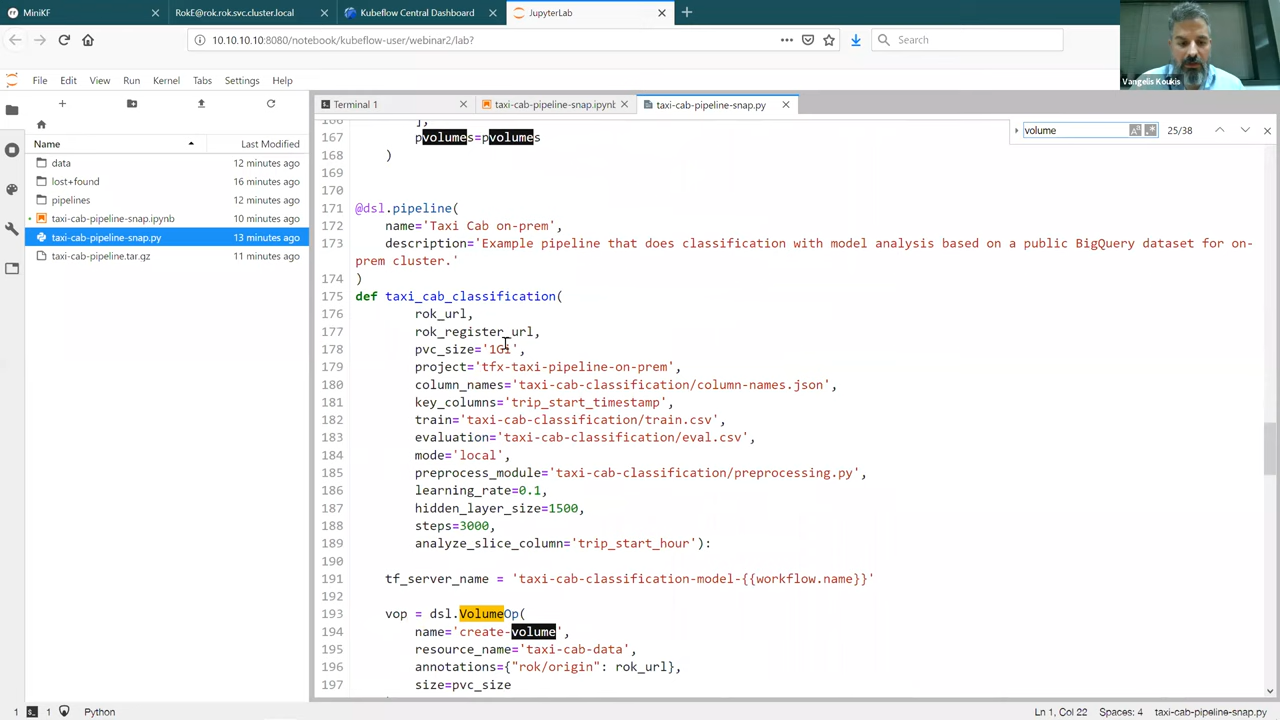 MiniKF
RokE@rok.rok.svc.cluster.local
Kubeflow Central Dashboard
JupyterLab
10.10.10.10:8080/notebook/kubeflow-user/webinar2/lab?
Search
Vangelis Koukis
File Edit View Run Kernel Tabs Settings Help
Terminal 1
taxi-cab-pipeline-snap.ipynb
taxi-cab-pipeline-snap.py
volume
25/38
Name
Last Modified
data 12 minutes ago
lost+found 16 minutes ago
pipelines 12 minutes ago
taxi-cab-pipeline-snap.ipynb 10 minutes ago
taxi-cab-pipeline-snap.py 13 minutes ago
taxi-cab-pipeline.tar.gz 11 minutes ago
166 ],
167 pvolumes=pvolumes
168 )
169
170
171 @dsl.pipeline(
172 name='Taxi Cab on-prem',
173 description='Example pipeline that does classification with model analysis based on a public BigQuery dataset for on-
prem cluster.'
174 )
175 def taxi_cab_classification(
176 rok_url,
177 rok_register_url,
178 pvc_size='1Gi',
179 project='tfx-taxi-pipeline-on-prem',
180 column_names='taxi-cab-classification/column-names.json',
181 key_columns='trip_start_timestamp',
182 train='taxi-cab-classification/train.csv',
183 evaluation='taxi-cab-classification/eval.csv',
184 mode='local',
185 preprocess_module='taxi-cab-classification/preprocessing.py',
186 learning_rate=0.1,
187 hidden_layer_size=1500,
188 steps=3000,
189 analyze_slice_column='trip_start_hour'):
190
191 tf_server_name = 'taxi-cab-classification-model-{{workflow.name}}'
192
193 vop = dsl.VolumeOp(
194 name='create-volume',
195 resource_name='taxi-cab-data',
196 annotations={"rok/origin": rok_url},
197 size=pvc_size
1 1 Python
Ln 1, Col 22 Spaces: 4 taxi-cab-pipeline-snap.py